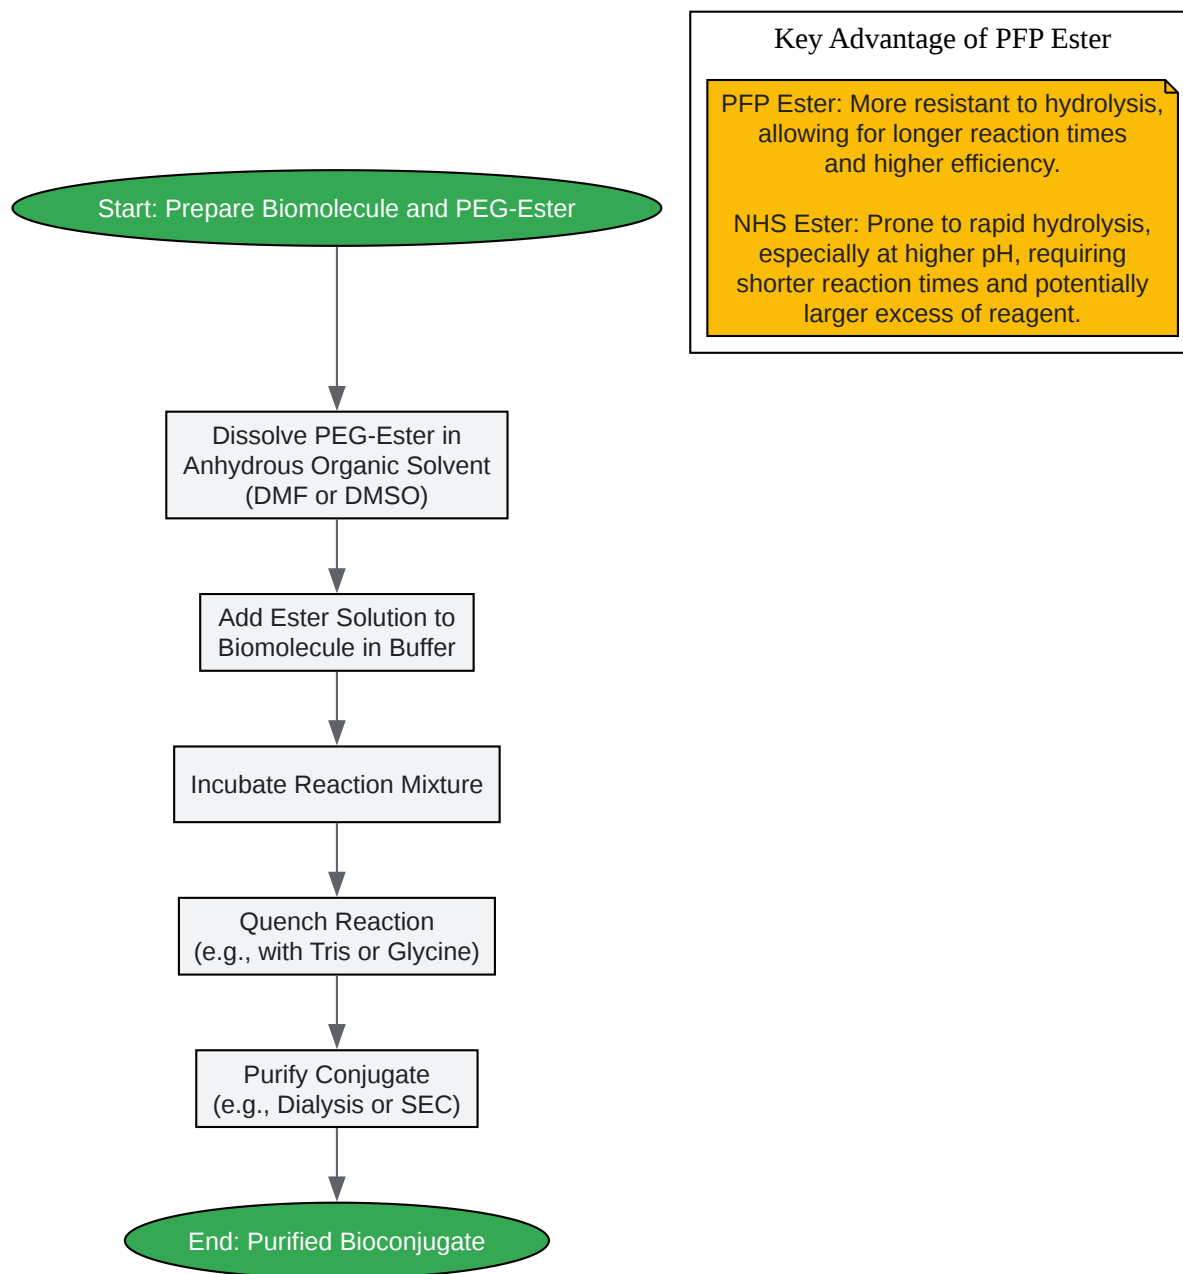 Key Advantage of PFP Ester
PFP Ester: More resistant to hydrolysis,
allowing for longer reaction times
and higher efficiency.
NHS Ester: Prone to rapid hydrolysis,
especially at higher pH, requiring
shorter reaction times and potentially
larger excess of reagent.
Start: Prepare Biomolecule and PEG-Ester
Dissolve PEG-Ester in
Anhydrous Organic Solvent
(DMF or DMSO)
Add Ester Solution to
Biomolecule in Buffer
Incubate Reaction Mixture
Quench Reaction
(e.g., with Tris or Glycine)
Purify Conjugate
(e.g., Dialysis or SEC)
End: Purified Bioconjugate